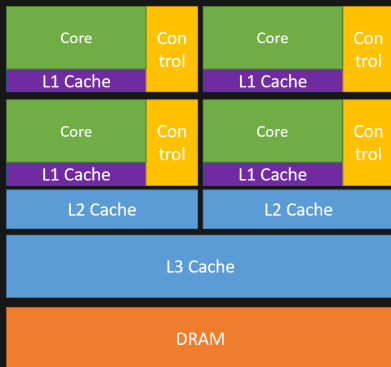 Core
Con
trol
Core
Con
trol
L1 Cache
L1 Cache
Core
Con
trol
Core
Con
trol
L1 Cache
L1 Cache
L2 Cache
L2 Cache
L3 Cache
DRAM